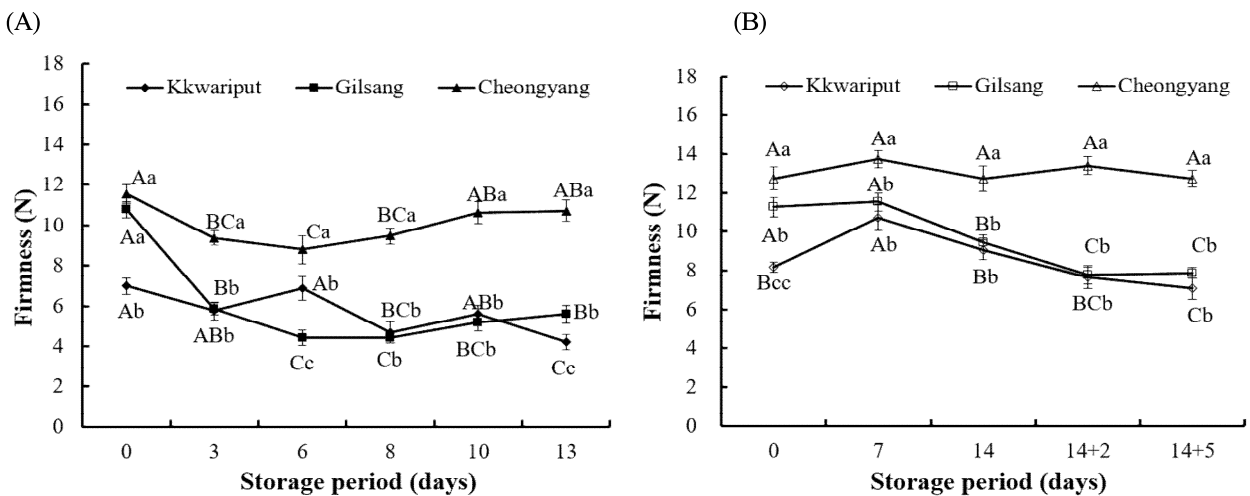 (A)
Firmness (N)
18
16
14
12
10
8
6
4
2
0
Kkwariput Gilsang Cheongyang
Aa
Aa
Ab
BCa
Bb
ABb
Ca
Ab
Cc
BCa
BCb
Cb
ABa
ABb
BCb
ABa
Bb
Cc
0 3 6 8 10 13
Storage period (days)
(B)
Firmness (N)
18
16
14
12
10
8
6
4
2
0
Kkwariput Gilsang Cheongyang
Aa
Ab
Bcc
Aa
Ab
Ab
Aa
Bb
Bb
Aa
Cb
BCb
Aa
Cb
Cb
0 7 14 14+2 14+5
Storage period (days)